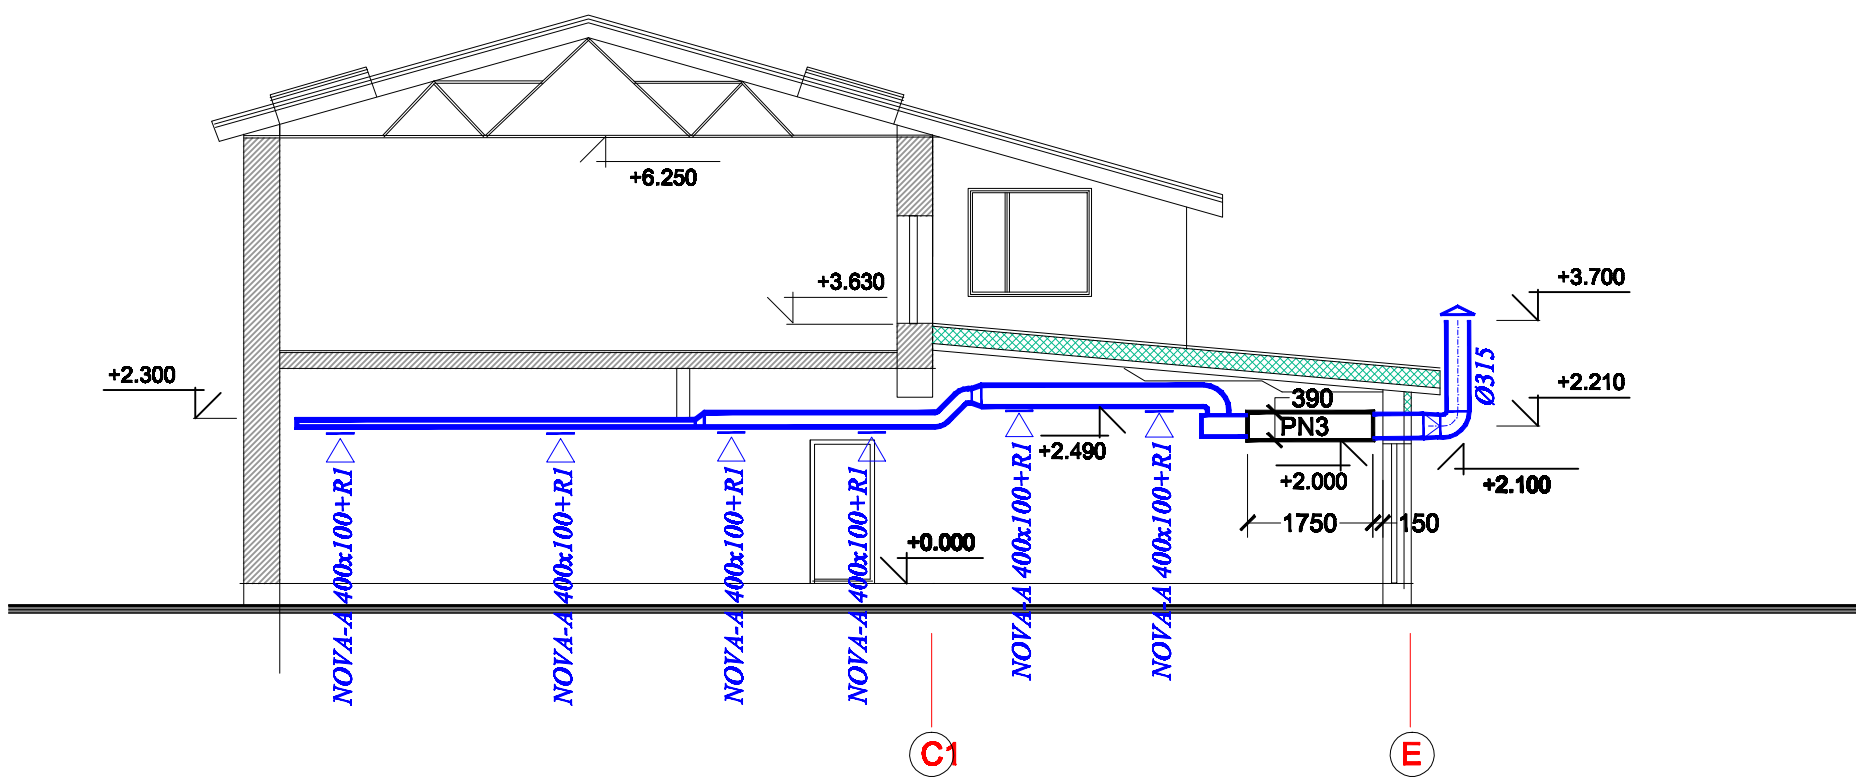 +6.250
+3.630
+3.700
+2.300
+2.210
Ø315
390
PN3
+2.490
+2.000
+2.100
1750
150
+0.000
NOVA-A 400x100+R1
NOVA-A 400x100+R1
NOVA-A 400x100+R1
NOVA-A 400x100+R1
NOVA-A 400x100+R1
NOVA-A 400x100+R1
C1
E